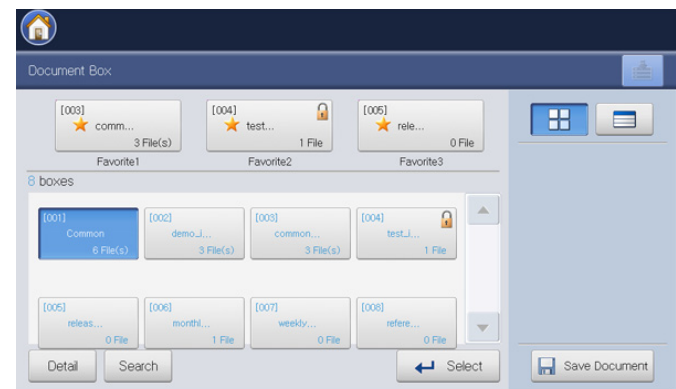 Document Box
[003]
comm...
3 File(s)
Favorite1
[004]
test...
1 File
Favorite2
[005]
rele...
0 File
Favorite3
8 boxes
[001]
Common
6 File(s)
[002]
demo_i...
3 File(s)
[003]
common...
3 File(s)
[004]
test_i...
1 File
[005]
releas...
0 File
[006]
monthl...
1 File
[007]
weekly...
0 File
[008]
refere...
0 File
Detail
Search
Select
Save Document